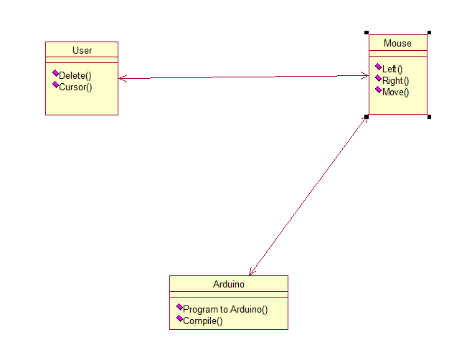 User
Delete()
Cursor()
Mouse
Left()
Right()
Move()
Arduino
Program to Arduino()
Compile()